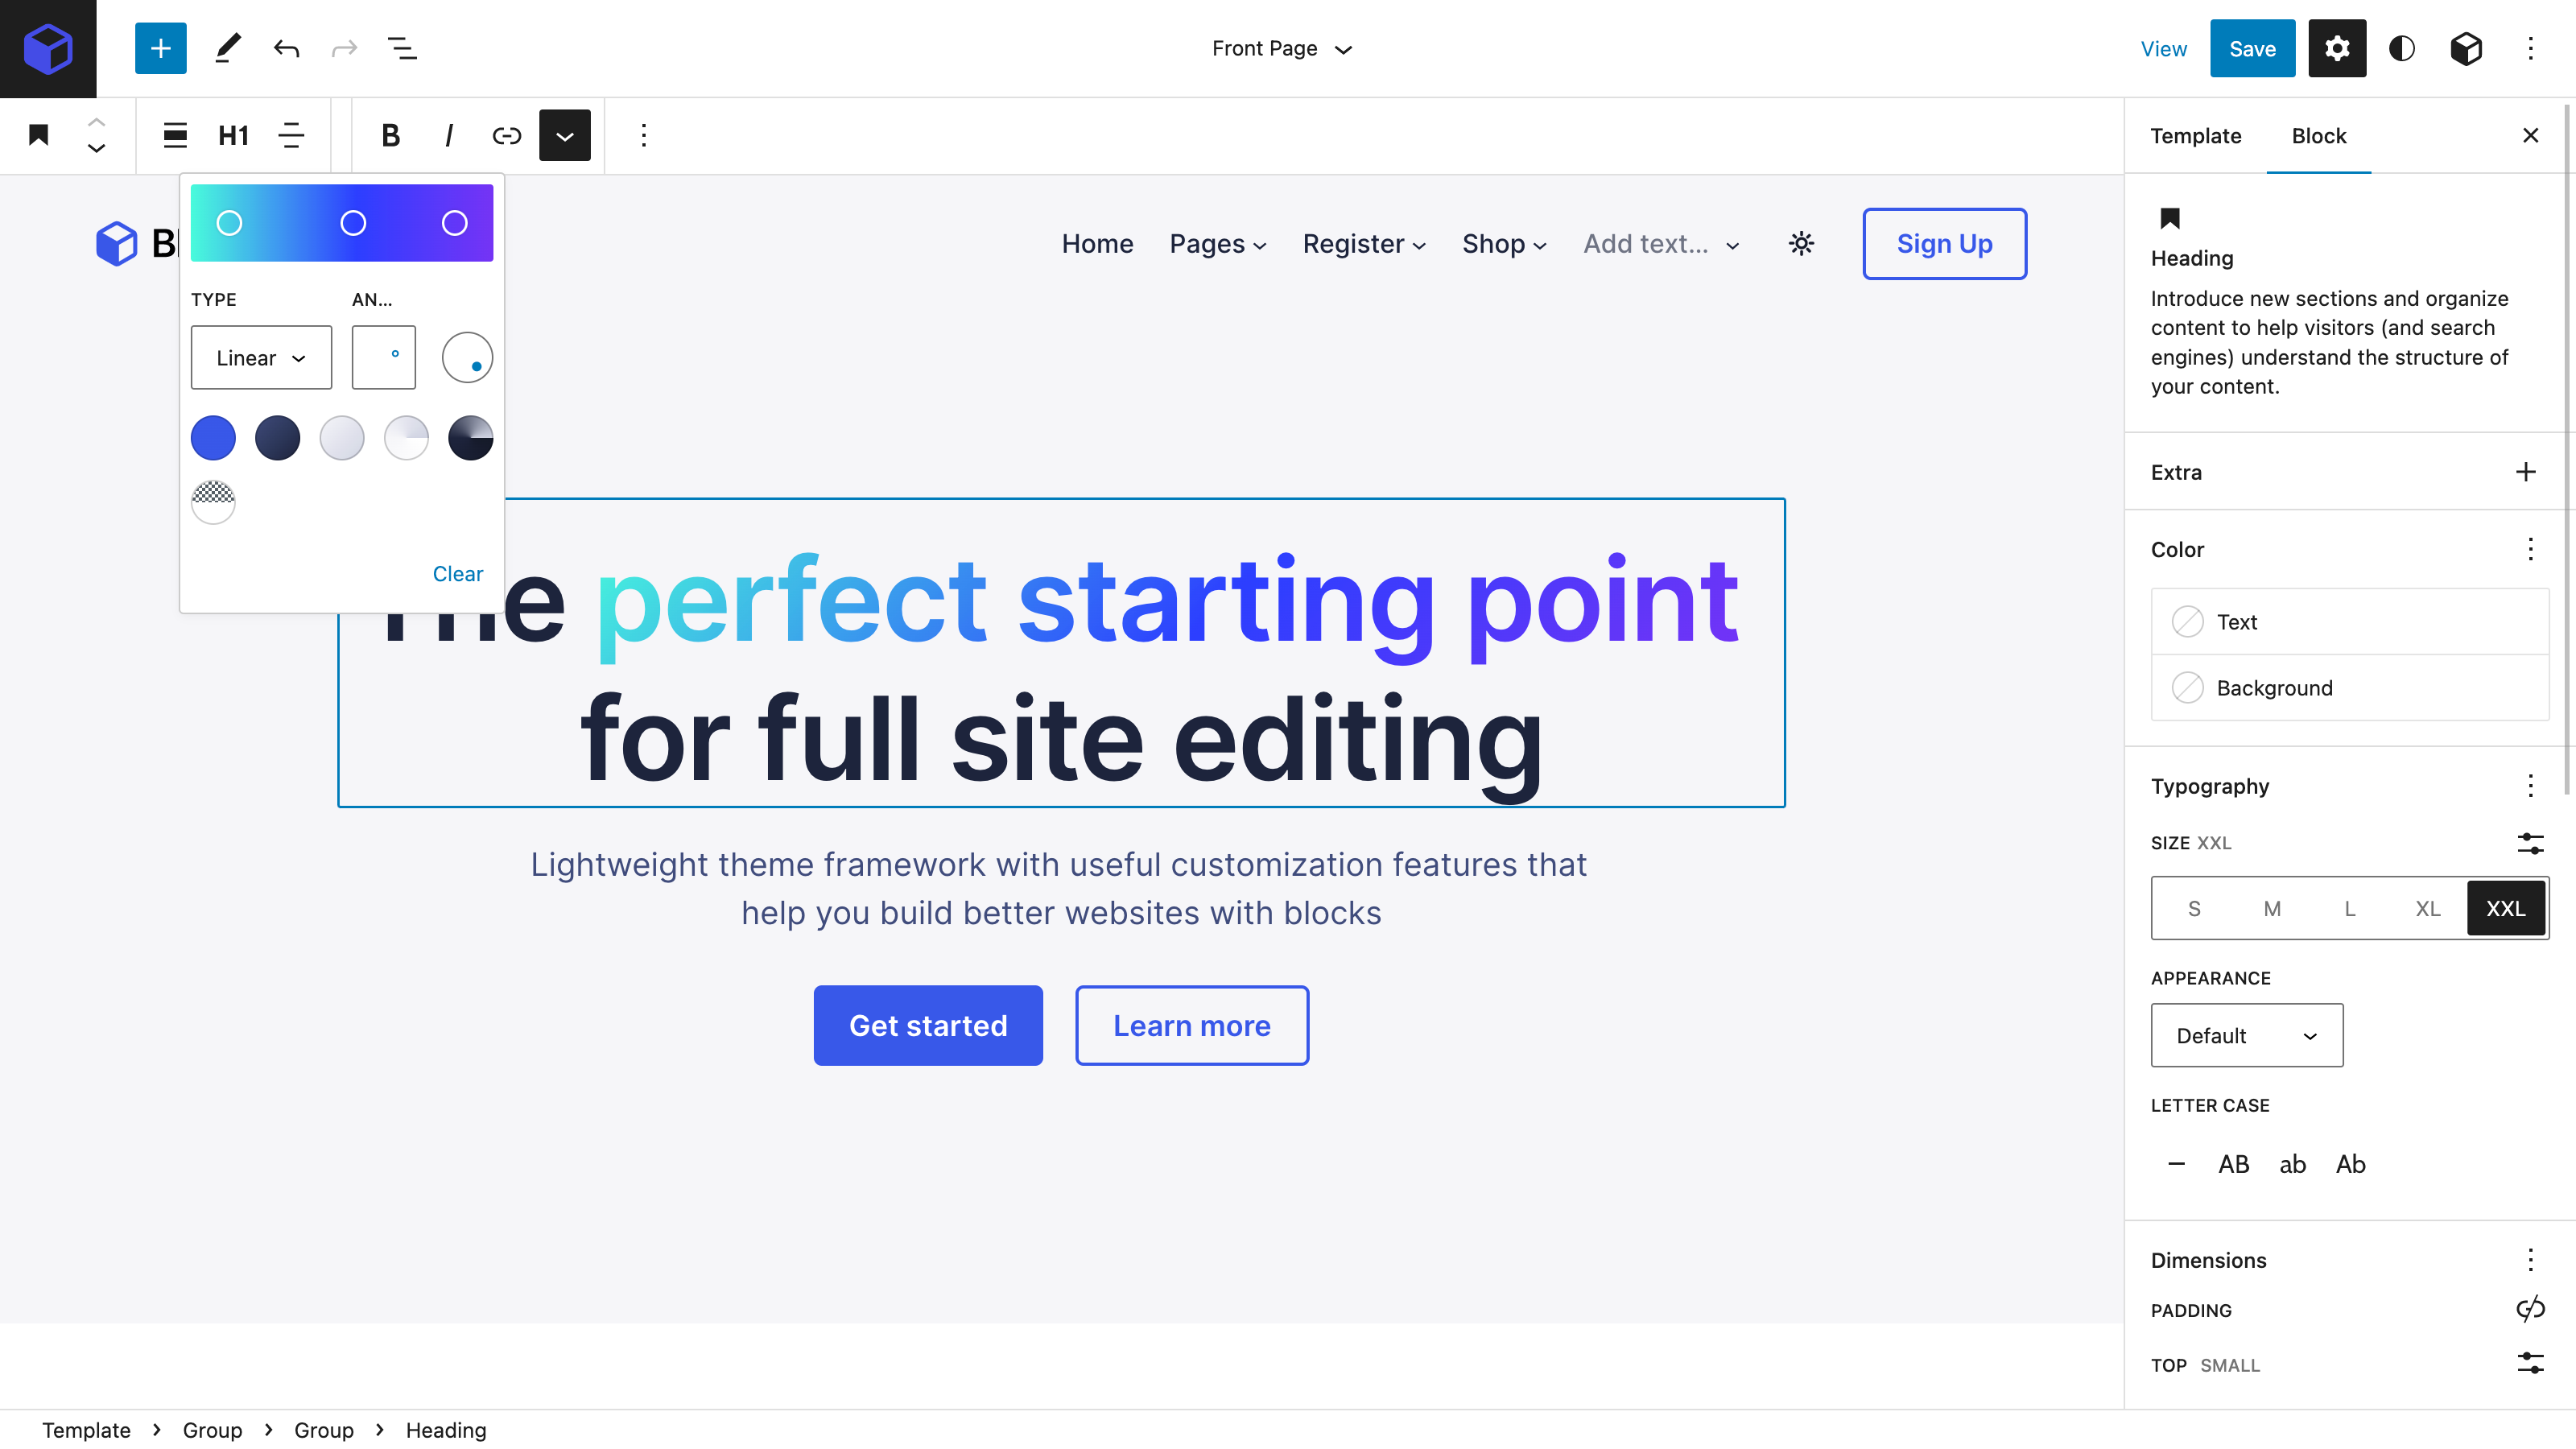 Front Page
View
Save
H1
B
I
Template
Block
TYPE
AN...
Linear
Clear
Home
Pages
Register
Shop
Add text...
Sign Up
perfect starting point
for full site editing
Lightweight theme framework with useful customization features that
help you build better websites with blocks
Get started
Learn more
Heading
Introduce new sections and organize
content to help visitors (and search
engines) understand the structure of
your content.
Extra
Color
Text
Background
Typography
SIZE XXL
S M L XL XXL
APPEARANCE
Default
LETTER CASE
– AB ab Ab
Dimensions
PADDING
TOP SMALL
Template > Group > Group > Heading